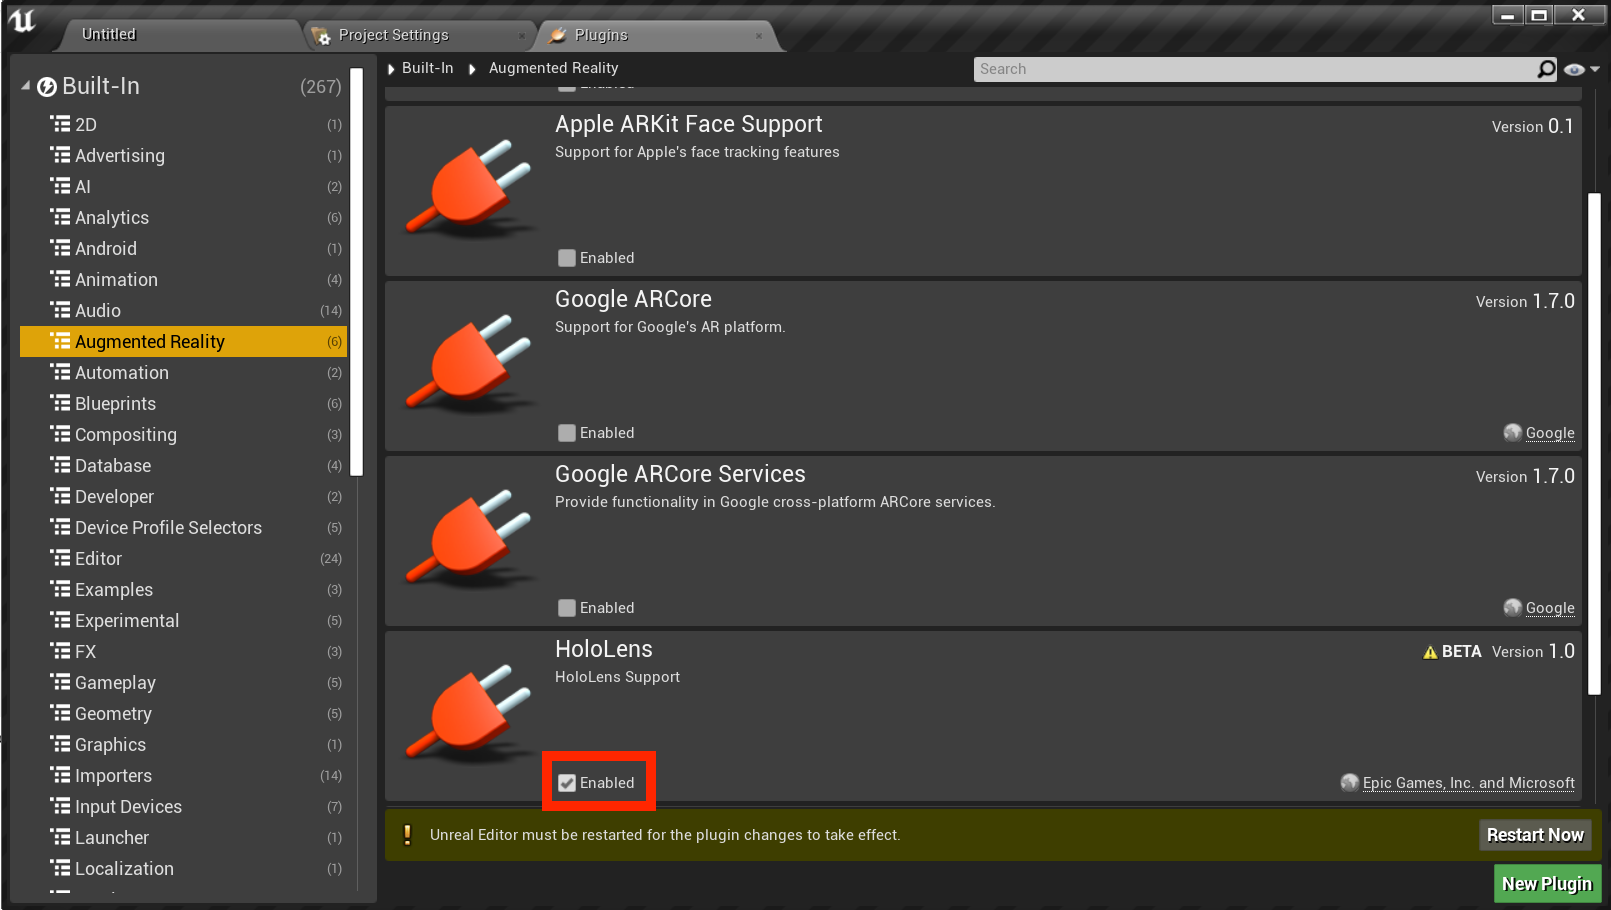 Untitled
Project Settings
Plugins
Built-In (267)
2D (1)
Advertising (1)
AI (2)
Analytics (6)
Android (1)
Animation (4)
Audio (14)
Augmented Reality (6)
Automation (2)
Blueprints (6)
Compositing (3)
Database (4)
Developer (2)
Device Profile Selectors (5)
Editor (24)
Examples (3)
Experimental (5)
FX (3)
Gameplay (5)
Geometry (5)
Graphics (1)
Importers (14)
Input Devices (7)
Launcher (1)
Localization (1)
Built-In Augmented Reality
Search
Enabled
Apple ARKit Face Support
Version 0.1
Support for Apple's face tracking features
Enabled
Google ARCore
Version 1.7.0
Support for Google's AR platform.
Enabled
Google
Google ARCore Services
Version 1.7.0
Provide functionality in Google cross-platform ARCore services.
Enabled
Google
HoloLens
BETA Version 1.0
HoloLens Support
Enabled
Epic Games, Inc. and Microsoft
Unreal Editor must be restarted for the plugin changes to take effect.
Restart Now
New Plugin